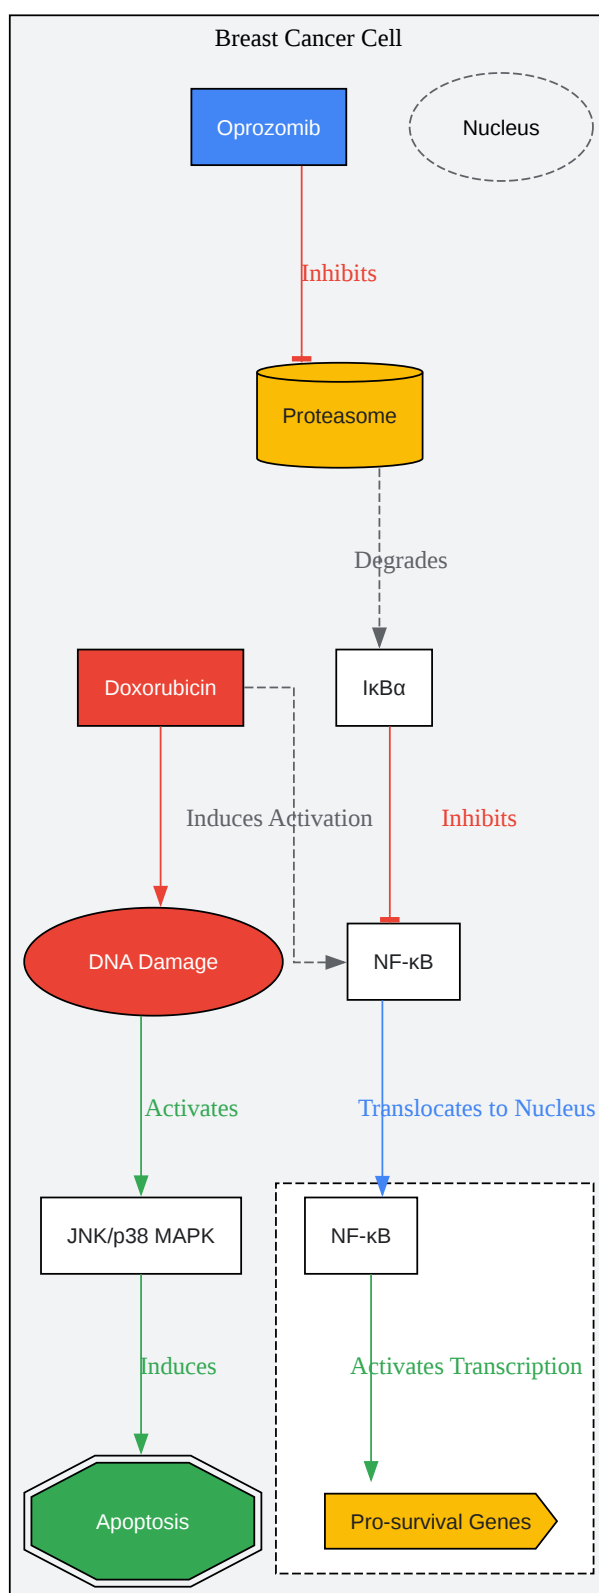 Breast Cancer Cell
Oprozomib
Nucleus
Inhibits
Proteasome
Degrades
Doxorubicin
IκBα
Induces Activation
Inhibits
DNA Damage
NF-κB
Activates
Translocates to Nucleus
JNK/p38 MAPK
NF-κB
Induces
Activates Transcription
Apoptosis
Pro-survival Genes